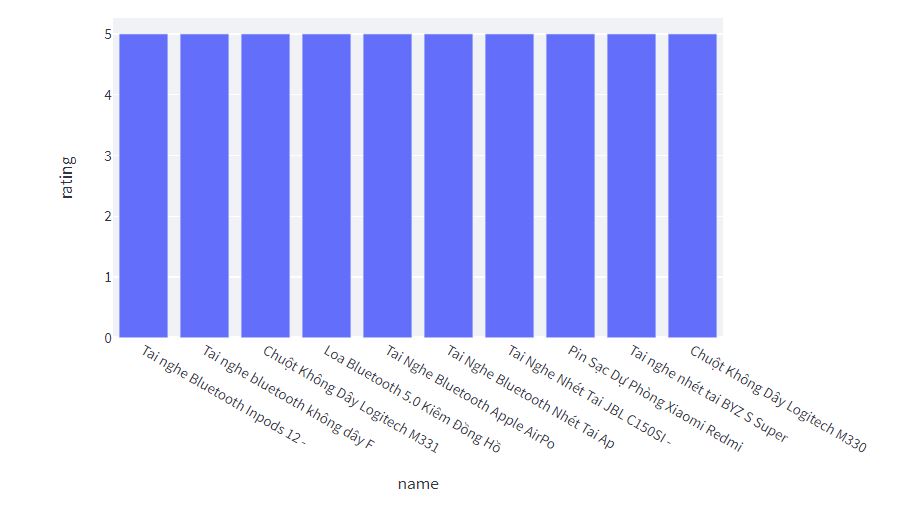 5
4
3
2
1
0
rating
Tai nghe Bluetooth Inpods 12 -
Tai nghe bluetooth không dây F
Chuột Không Dây Logitech M331
Loa Bluetooth 5.0 Kiêm Đồng Hồ
Tai Nghe Bluetooth Apple AirPo
Tai Nghe Bluetooth Nhét Tai Ap
Tai Nghe Nhét Tai JBL C150SI -
Pin Sạc Dự Phòng Xiaomi Redmi
Tai nghe nhét tai BYZ S Super
Chuột Không Dây Logitech M330
name